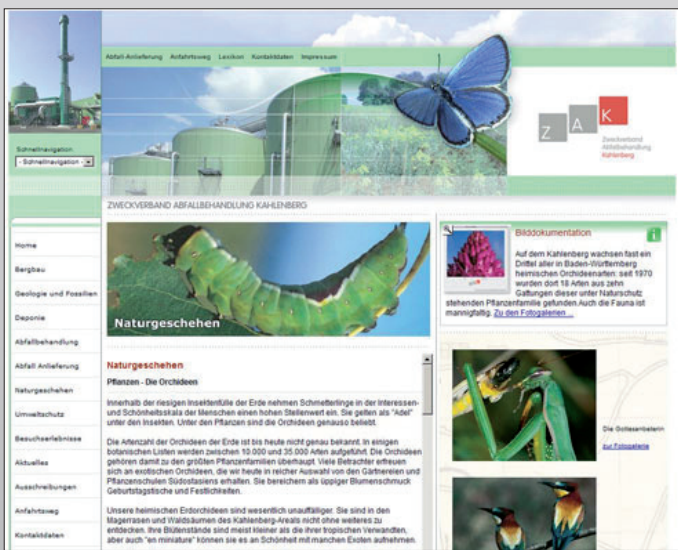 Abfall-Anlieferung Anfahrtsweg Lexikon Kontaktdaten Impressum
Schnellnavigation
- Schnellnavigation -
Z A K
Zweckverband
Abfallbehandlung
Kahlenberg
ZWECKVERBAND ABFALLBEHANDLUNG KAHLENBERG
Home
Bergbau
Geologie und Fossilien
Deponie
Abfallbehandlung
Abfall Anlieferung
Naturgeschehen
Umweltschutz
Besuchserlebnisse
Aktuelles
Ausschreibungen
Anfahrtsweg
Kontaktdaten
Naturgeschehen
Naturgeschehen
Pflanzen - Die Orchideen
Innerhalb der riesigen Insektenfülle der Erde nehmen Schmetterlinge in der Interessen-
und Schönheitsskala der Menschen einen hohen Stellenwert ein. Sie gelten als "Adel"
unter den Insekten. Unter den Pflanzen sind die Orchideen genauso beliebt.
Die Artenzahl der Orchideen der Erde ist bis heute nicht genau bekannt. In einigen
botanischen Listen werden zwischen 10.000 und 35.000 Arten aufgeführt. Die Orchideen
gehören damit zu den größten Pflanzenfamilien überhaupt. Viele Betrachter erfreuen
sich an exotischen Orchideen, die wir heute in reicher Auswahl von den Gärtnereien und
Pflanzenschulen Südostasiens erhalten. Sie bereichern als üppiger Blumenschmuck
Geburtstagstische und Festlichkeiten.
Unsere heimischen Erdorchideen sind wesentlich unauffälliger. Sie sind in den
Magerrasen und Waldsäumen des Kahlenberg-Areals nicht ohne weiteres zu
entdecken. Ihre Blütenstände sind meist kleiner als die ihrer tropischen Verwandten,
aber auch "en miniature" können sie es an Schönheit mit manchen Exoten aufnehmen.
Bilddokumentation
i
Auf dem Kahlenberg wachsen fast ein
Drittel aller in Baden-Württemberg
heimischen Orchideenarten: seit 1970
wurden dort 18 Arten aus zehn
Gattungen dieser unter Naturschutz
stehenden Pflanzenfamilie gefunden.Auch die Fauna ist
mannigfaltig. Zu den Fotogalerien ...
Die Gottesanbeterin
zur Fotogalerie